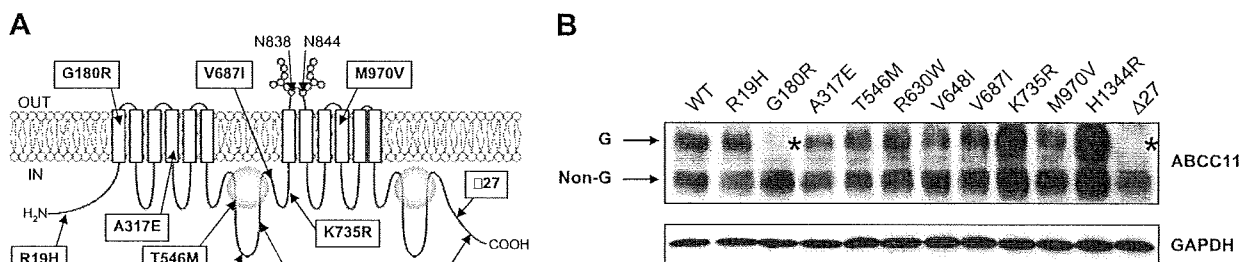 A
N838 N844
G180R
V687I
M970V
OUT
IN
□27
H₂N
A317E
K735R
COOH
R19H
T546M
B
WT R19H G180R A317E T546M R630W V648I V687I K735R M970V H1344R Δ27
G
* *
ABCC11
Non-G
GAPDH